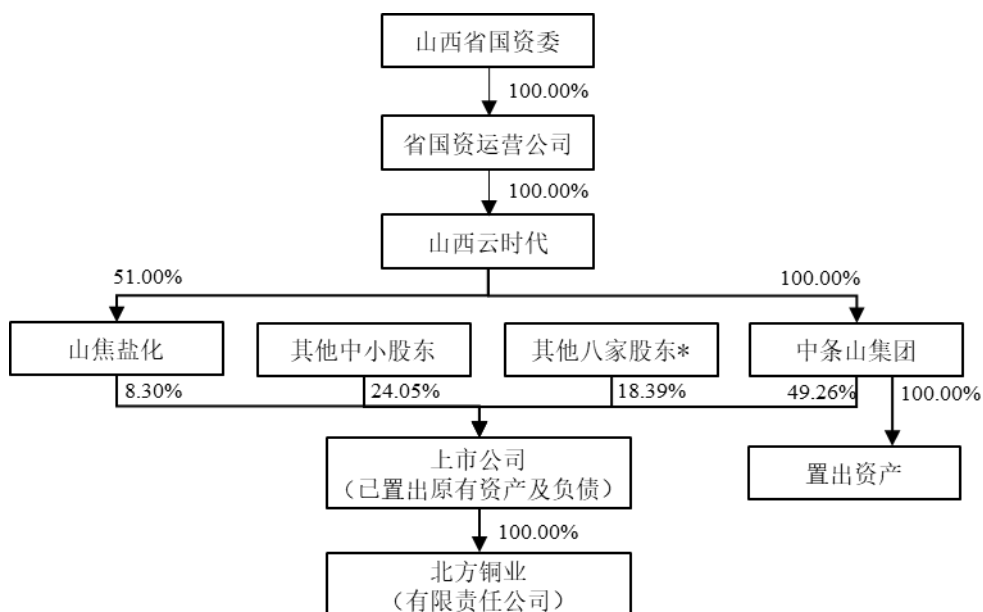 山西省国资委
100.00%
省国资运营公司
100.00%
山西云时代
51.00%
100.00%
山焦盐化
其他中小股东
其他八家股东*
中条山集团
8.30%
24.05%
18.39%
49.26%
100.00%
上市公司
（已置出原有资产及负债）
置出资产
100.00%
北方铜业
（有限责任公司）